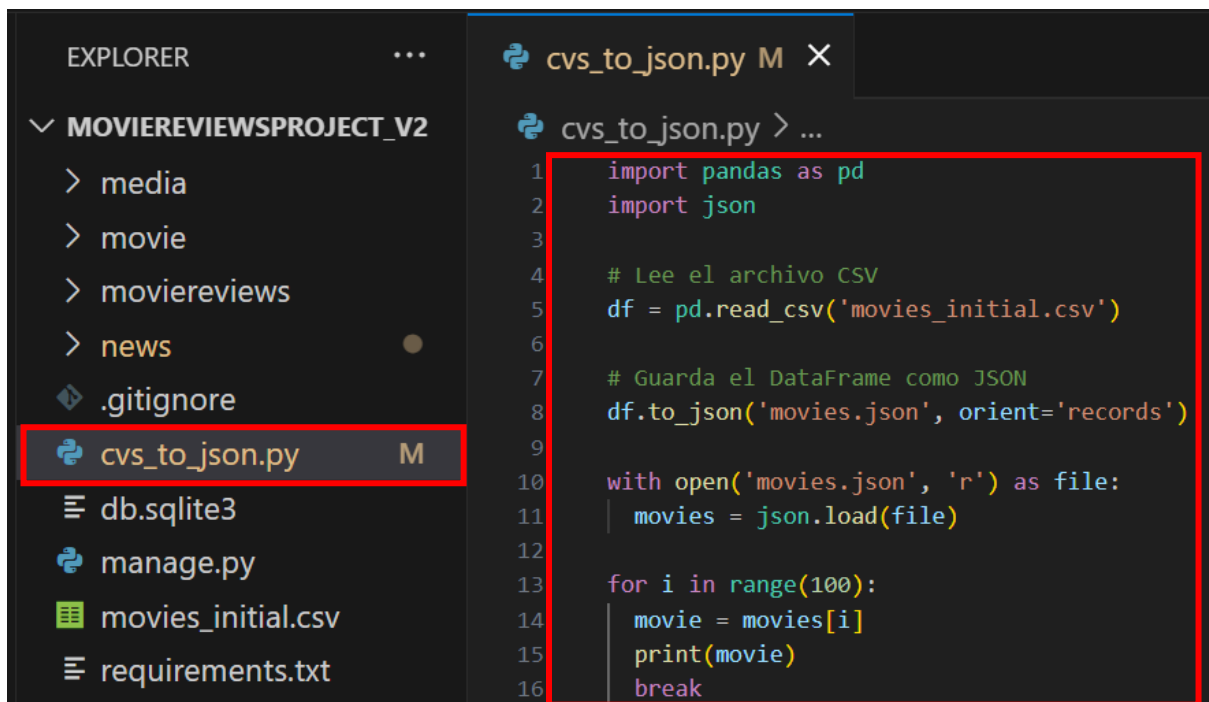 EXPLORER ...
MOVIEREVIEWSPROJECT_V2
media
movie
moviereviews
news
.gitignore
cvs_to_json.py M
db.sqlite3
manage.py
movies_initial.csv
requirements.txt
cvs_to_json.py M
cvs_to_json.py > ...
1 import pandas as pd
2 import json
3
4 # Lee el archivo CSV
5 df = pd.read_csv('movies_initial.csv')
6
7 # Guarda el DataFrame como JSON
8 df.to_json('movies.json', orient='records')
9
10 with open('movies.json', 'r') as file:
11 movies = json.load(file)
12
13 for i in range(100):
14 movie = movies[i]
15 print(movie)
16 break